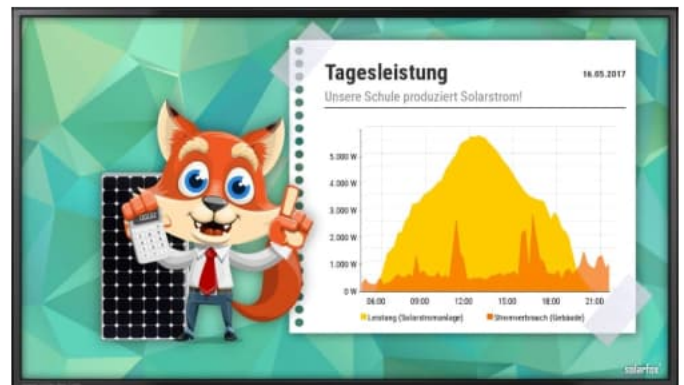 Tagesleistung
16.05.2017
Unsere Schule produziert Solarstrom!
5.000 W
4.000 W
3.000 W
2.000 W
1.000 W
0 W
06:00 09:00 12:00 15:00 18:00 21:00
Leistung (Solarstromanlage) Stromverbrauch (Gebäude)
solarfox